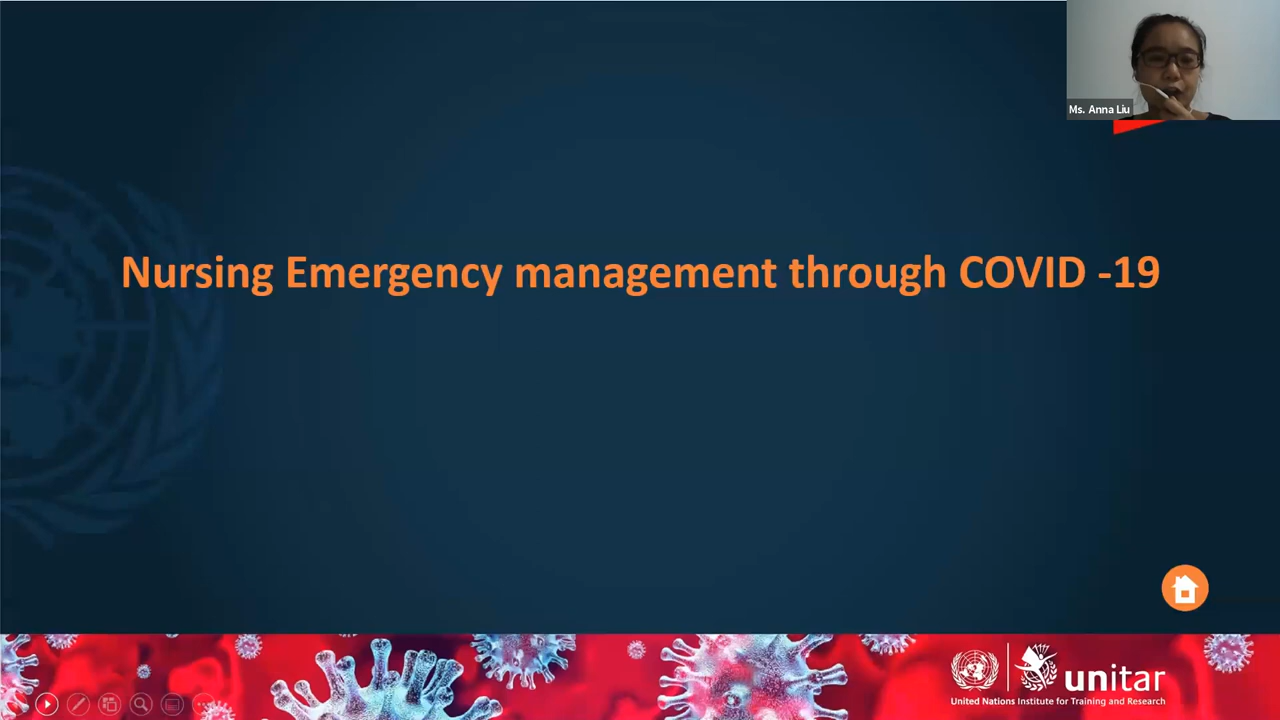 Ms. Anna Liu
Nursing Emergency management through COVID -19
unitar
United Nations Institute for Training and Research